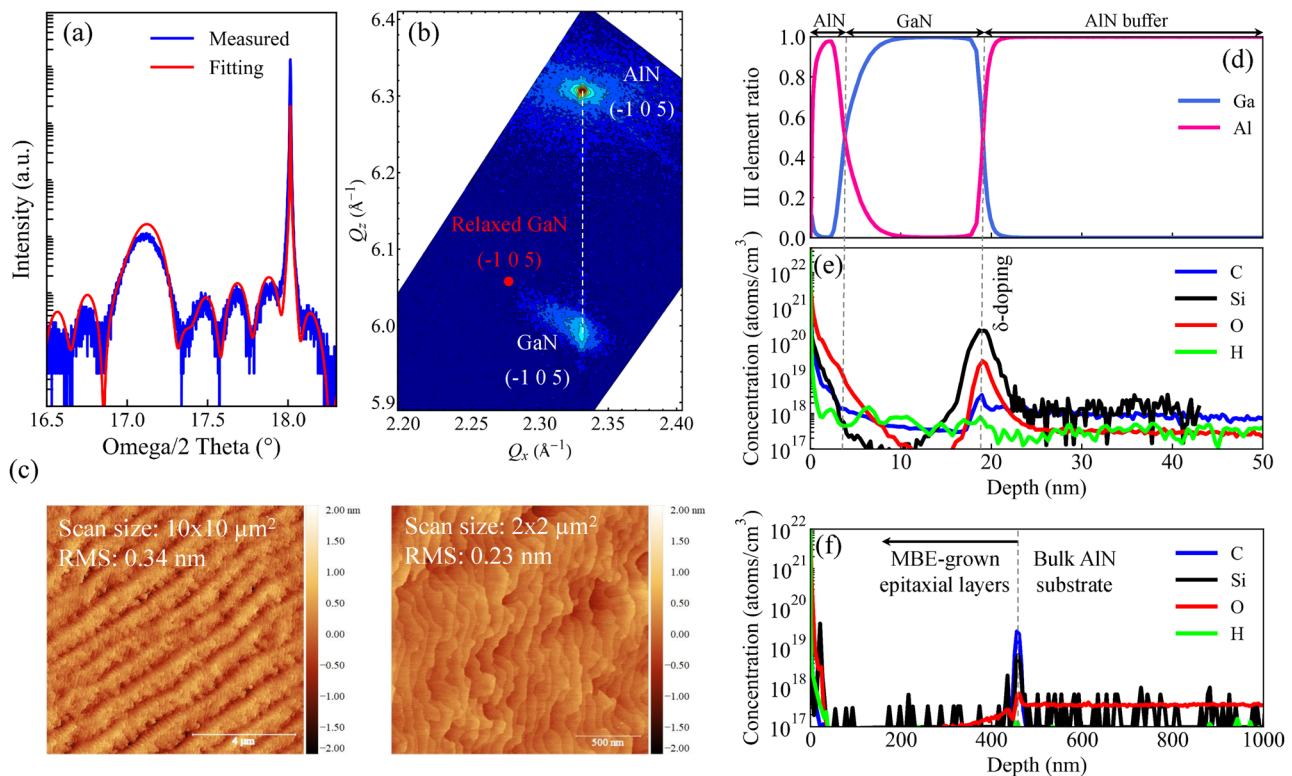 (a)
Measured
Fitting
Intensity (a.u.)
16.5 17.0 17.5 18.0
Omega/2 Theta (°)
(b)
AlN
(-1 0 5)
Relaxed GaN
(-1 0 5)
GaN
(-1 0 5)
6.4
6.3
6.2
6.1
6.0
5.9
Qz (Å⁻¹)
2.20 2.25 2.30 2.35 2.40
Qx (Å⁻¹)
(c)
Scan size: 10x10 µm²
RMS: 0.34 nm
4 µm
2.00 nm
1.50
1.00
0.50
0.00
−0.50
−1.00
−1.50
−2.00
Scan size: 2x2 µm²
RMS: 0.23 nm
500 nm
2.00 nm
1.50
1.00
0.50
0.00
−0.50
−1.00
−1.50
−2.00
AlN GaN AlN buffer
(d)
Ga
Al
III element ratio
1.0
0.8
0.6
0.4
0.2
0.0
(e)
C
Si
O
H
δ-doping
Concentration (atoms/cm³)
10²²
10²¹
10²⁰
10¹⁹
10¹⁸
10¹⁷
0 10 20 30 40 50
Depth (nm)
(f)
MBE-grown
epitaxial layers
Bulk AlN
substrate
C
Si
O
H
Concentration (atoms/cm³)
10²²
10²¹
10²⁰
10¹⁹
10¹⁸
10¹⁷
0 200 400 600 800 1000
Depth (nm)